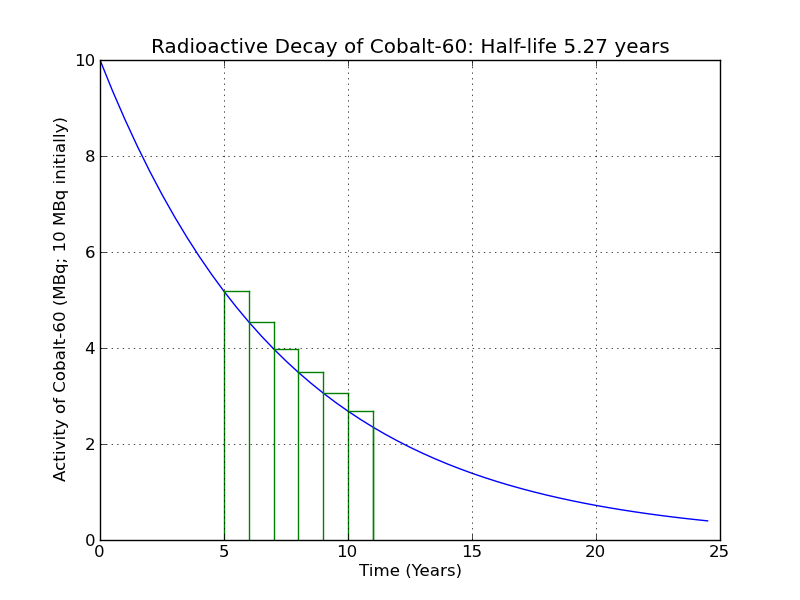 Radioactive Decay of Cobalt-60: Half-life 5.27 years
Activity of Cobalt-60 (MBq; 10 MBq initially)
10
8
6
4
2
0
0 5 10 15 20 25
Time (Years)